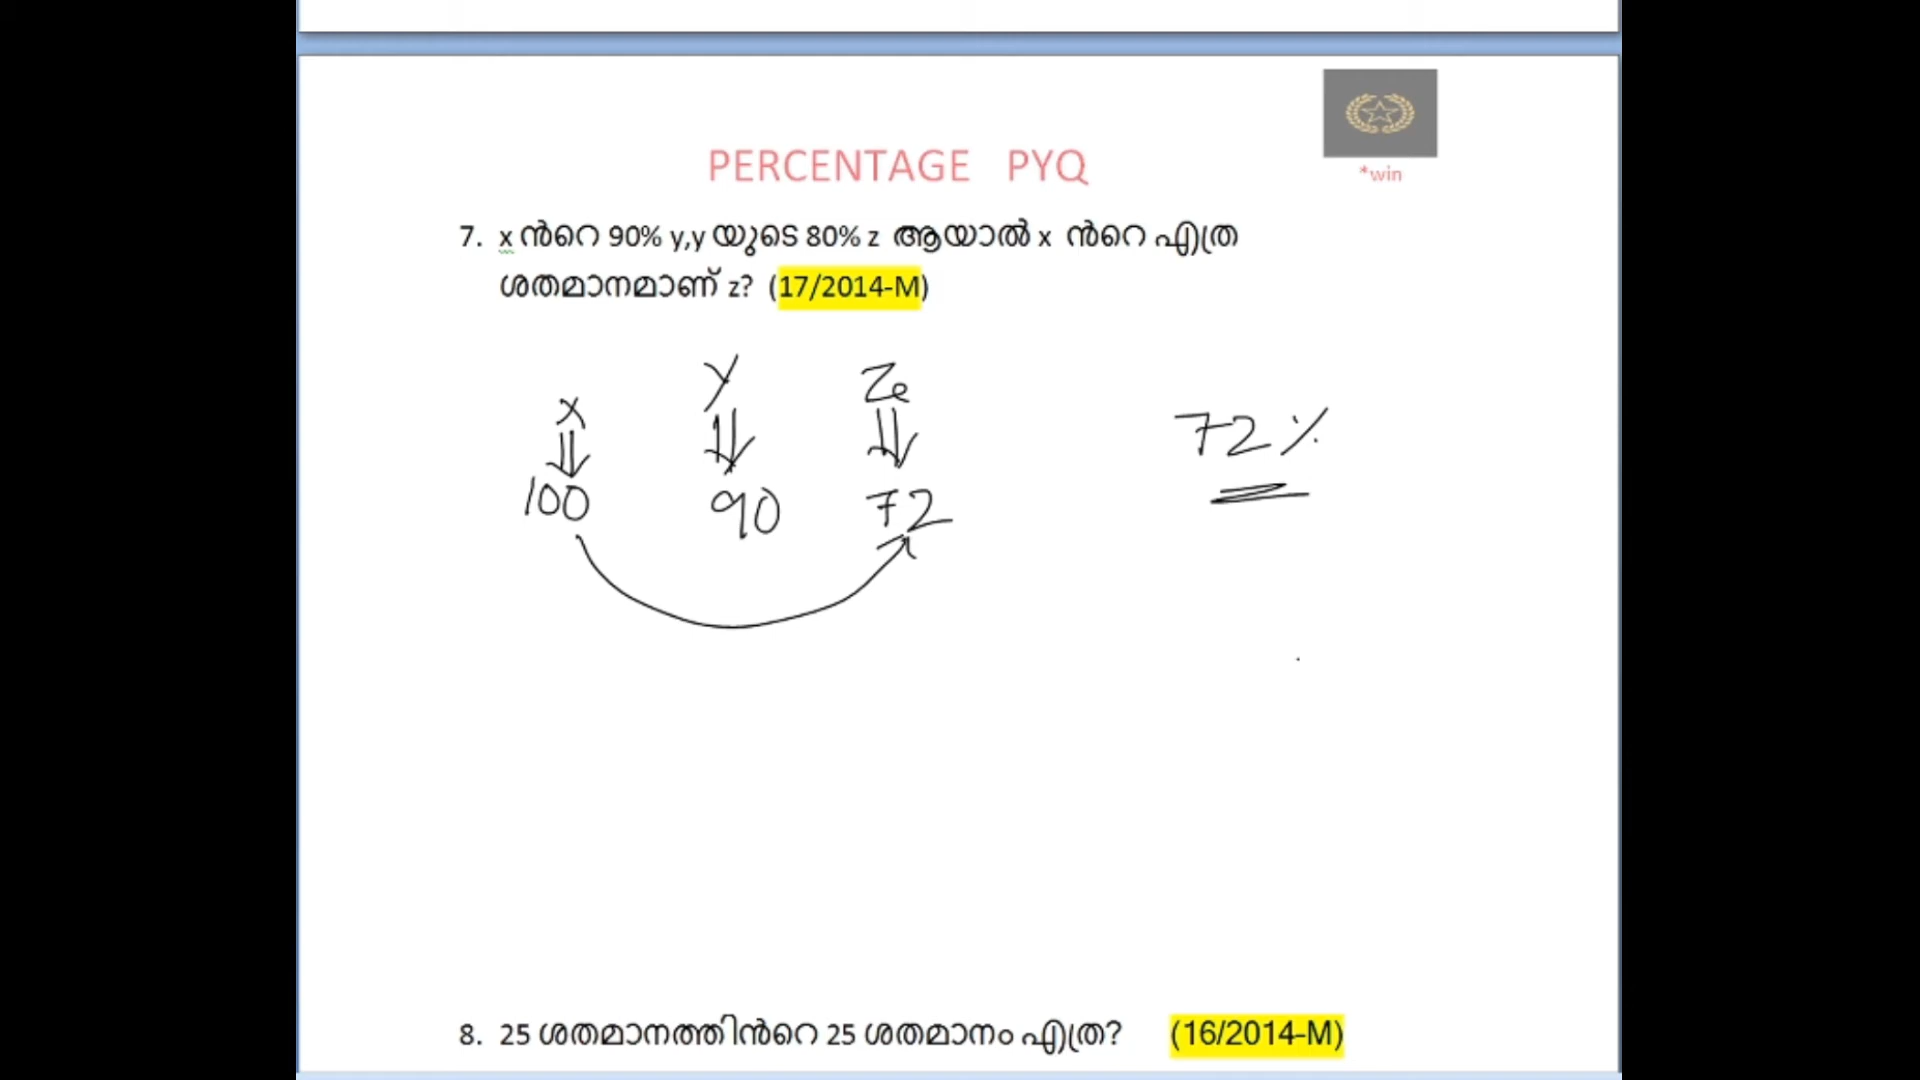 PERCENTAGE PYQ
*win
7. x ൻറെ 90% y,y യുടെ 80% z ആയാൽ x ൻറെ എത്ര
ശതമാനമാണ് z? (17/2014-M)
x Y Z
100 90 72
72%
8. 25 ശതമാനത്തിൻറെ 25 ശതമാനം എത്ര? (16/2014-M)